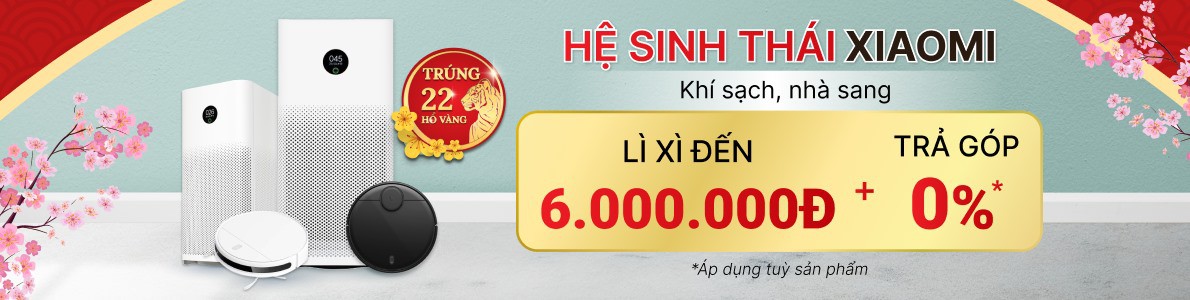 HỆ SINH THÁI XIAOMI
Khí sạch, nhà sang
TRÚNG
22
HỔ VÀNG
LÌ XÌ ĐẾN
6.000.000Đ
+
TRẢ GÓP
0%*
*Áp dụng tuỳ sản phẩm
045